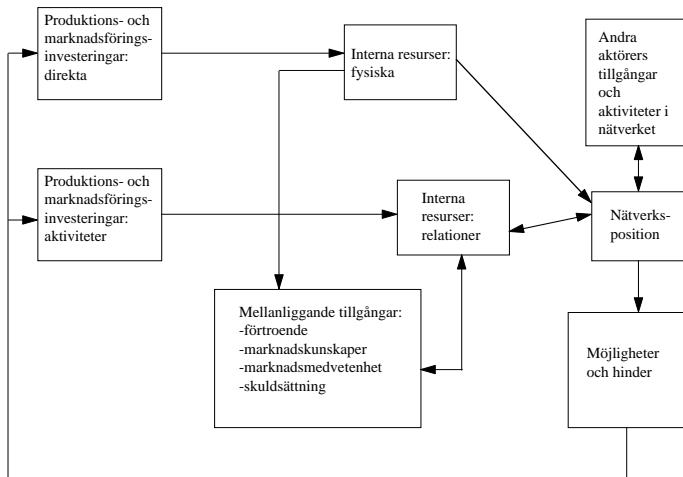 Produktions- och
marknadsförings-
investeringar:
direkta
Interna resurser:
fysiska
Andra
aktörers
tillgångar
och
aktiviteter i
nätverket
Produktions- och
marknadsförings-
investeringar:
aktiviteter
Interna
resurser:
relationer
Nätverks-
position
Mellanliggande tillgångar:
-förtroende
-marknadskunskaper
-marknadsmedvetenhet
-skuldsättning
Möjligheter
och hinder